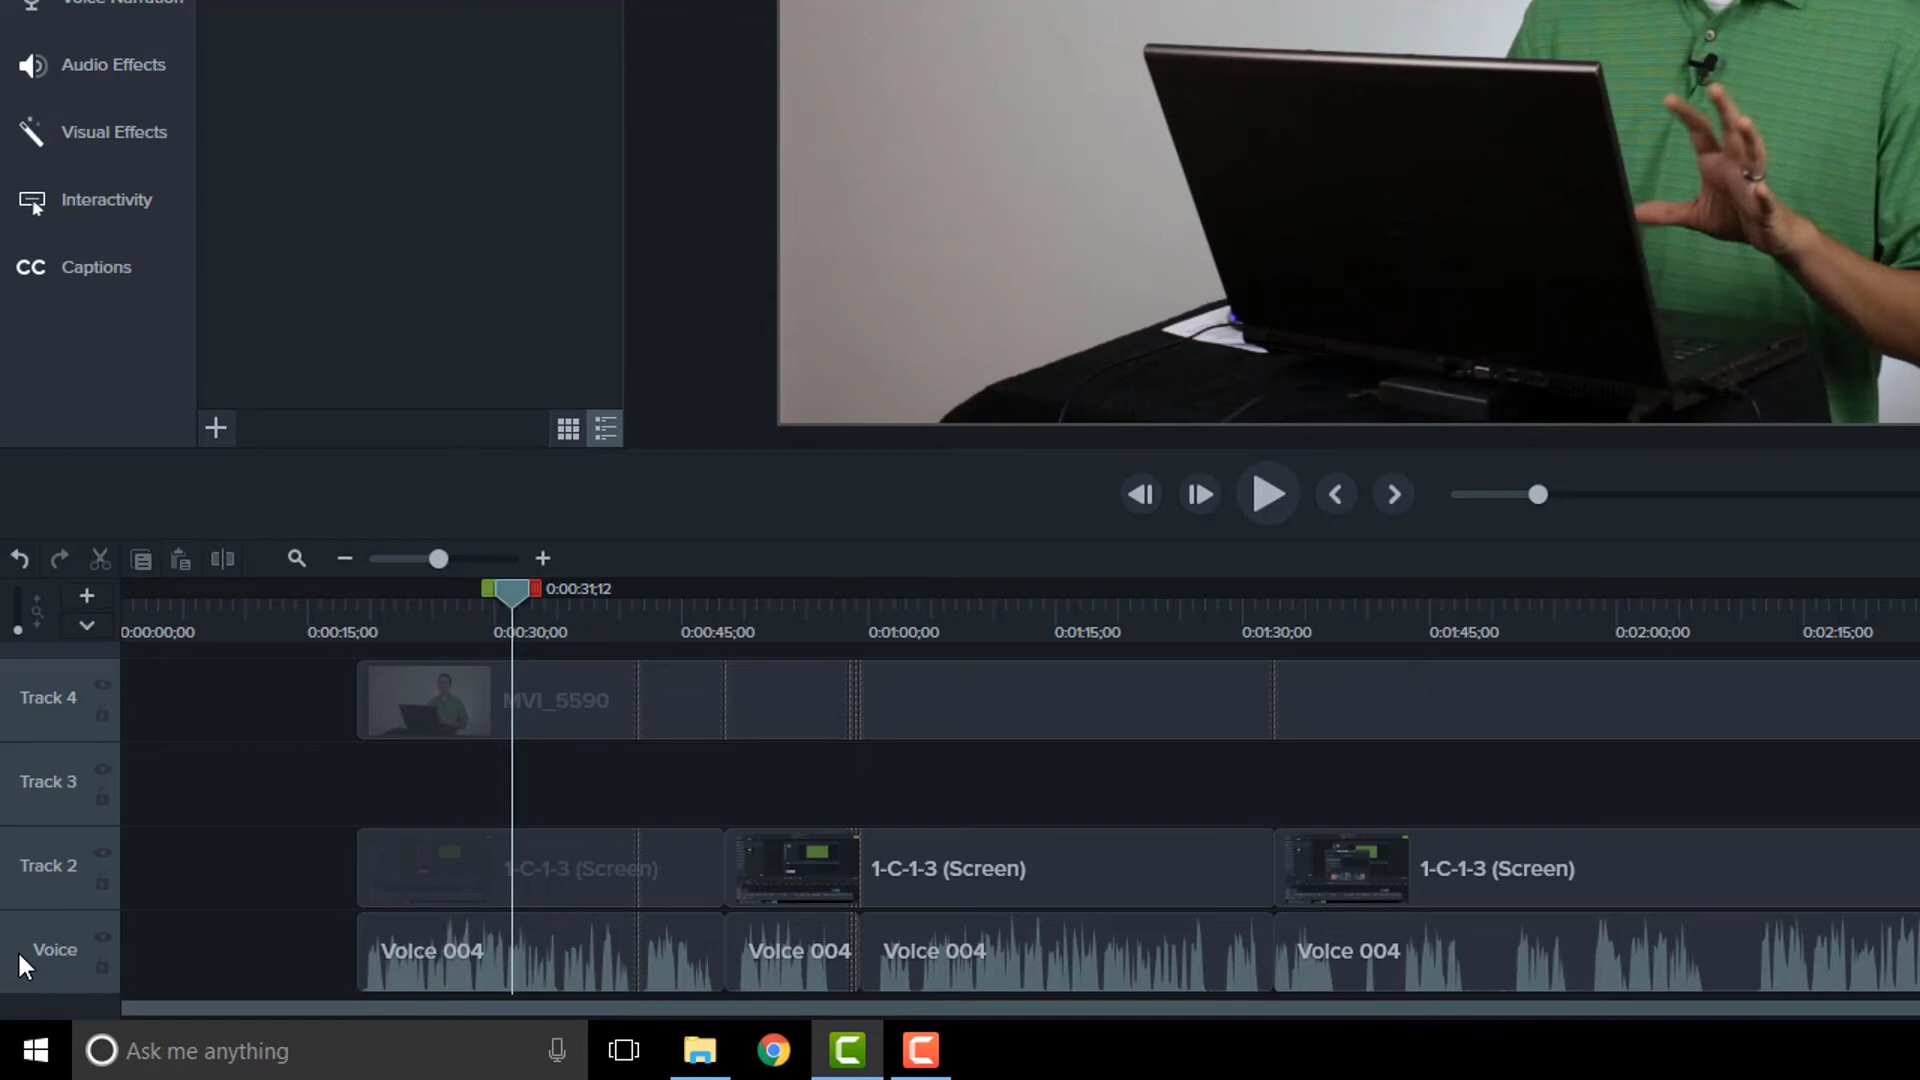 Voice Narration
Audio Effects
Visual Effects
Interactivity
CC Captions
0:00:31;12
0:00:00;00 0:00:15;00 0:00:30;00 0:00:45;00 0:01:00;00 0:01:15;00 0:01:30;00 0:01:45;00 0:02:00;00 0:02:15;00
Track 4 MVI_5590
Track 3
Track 2 1-C-1-3 (Screen) 1-C-1-3 (Screen) 1-C-1-3 (Screen)
Voice Voice 004 Voice 004 Voice 004 Voice 004
Ask me anything